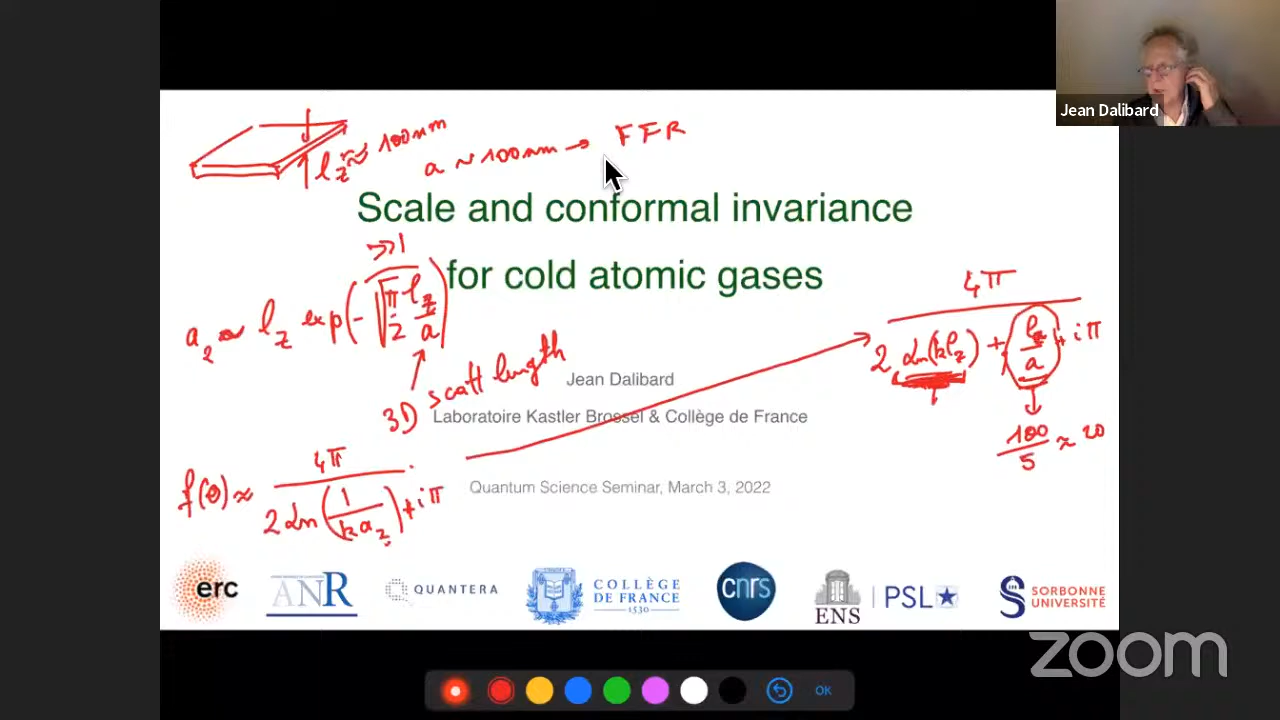 Jean Dalibard
l_z ≈ 100 nm
a ~ 100 nm → FFR
Scale and conformal invariance
for cold atomic gases
>> 1
a_2 ~ l_z exp(-√(π/2) l_z/a)
3D scatt length
4π / (2 ln(k l_z) + l_z/a + iπ)
100/5 ≈ 20
Jean Dalibard
Laboratoire Kastler Brossel & Collège de France
f(θ) ≈ 4π / (2 ln(1/(k a_2)) + iπ)
Quantum Science Seminar, March 3, 2022
erc
ANR
QUANTERA
COLLÈGE
DE FRANCE
1530
cnrs
ENS
PSL
SORBONNE
UNIVERSITÉ
zoom
OK